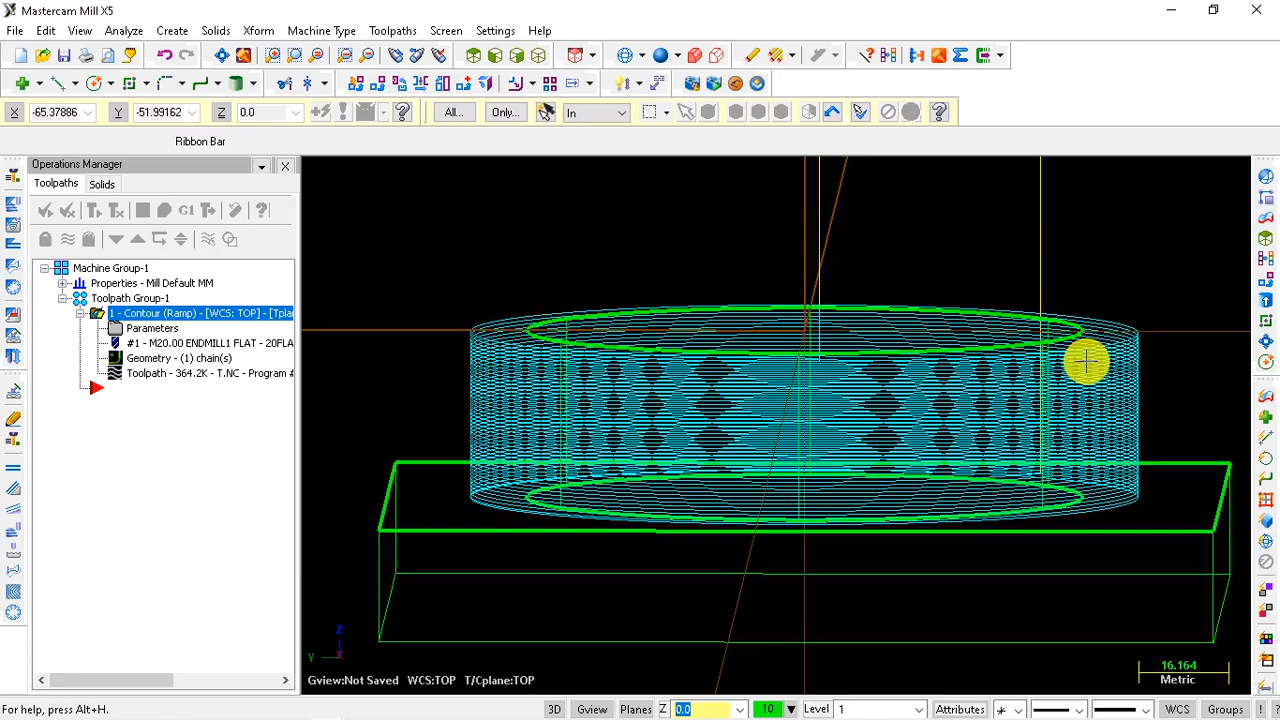 Mastercam Mill X5
File Edit View Analyze Create Solids Xform Machine Type Toolpaths Screen Settings Help
X -65.37886 Y -51.99162 Z 0.0 All... Only... In
Ribbon Bar
Operations Manager
Toolpaths Solids
G1
Machine Group-1
Properties - Mill Default MM
Toolpath Group-1
1 - Contour (Ramp) - [WCS: TOP] - [Tplan
Parameters
#1 - M20.00 ENDMILL1 FLAT - 20FLA
Geometry - (1) chain(s)
Toolpath - 364.2K - T.NC - Program #
Z
Y X
Gview:Not Saved WCS:TOP T/Cplane:TOP
16.164
Metric
For help, press Alt+H.
3D Gview Planes Z 0.0 10 Level 1 Attributes WCS Groups